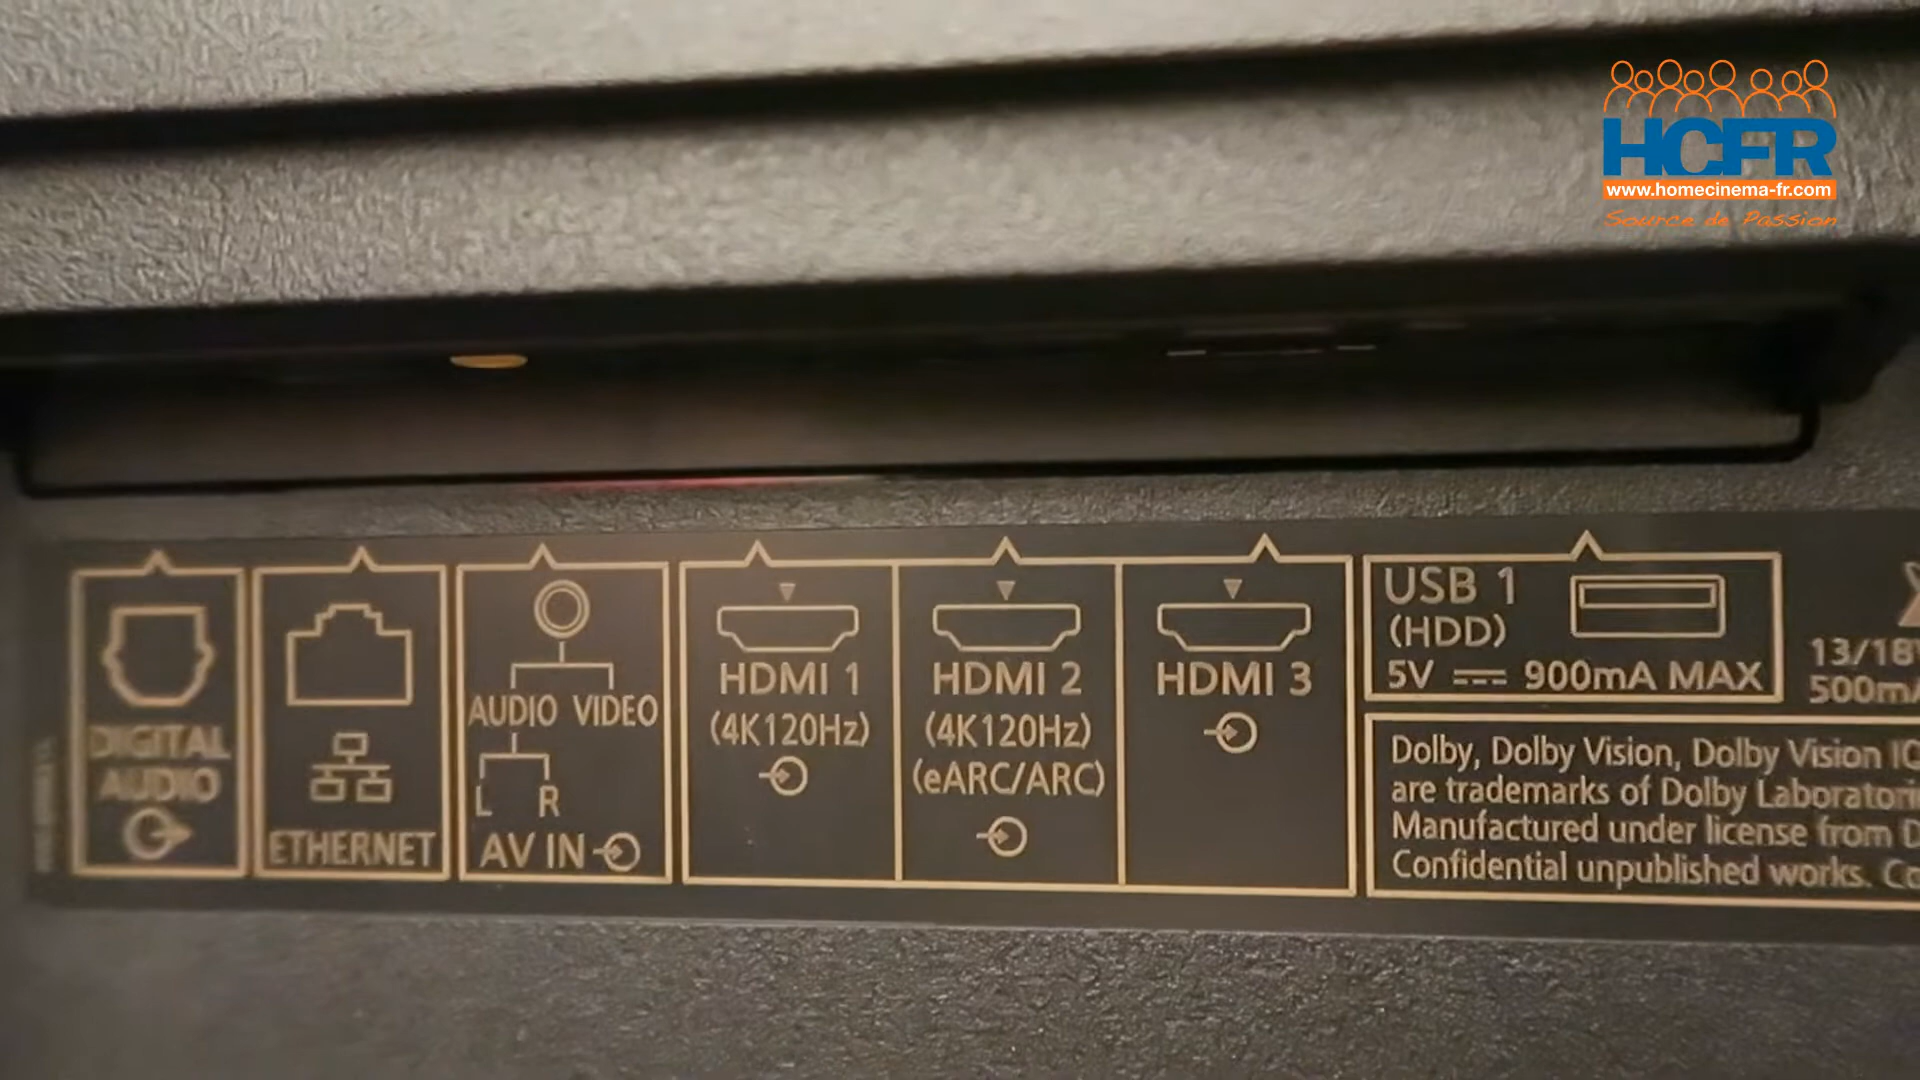 HCFR
www.homecinema-fr.com
Source de Passion
DIGITAL
AUDIO
ETHERNET
AUDIO VIDEO
L R
AV IN
HDMI 1
(4K120Hz)
HDMI 2
(4K120Hz)
(eARC/ARC)
HDMI 3
USB 1
(HDD)
5V 900mA MAX
13/18V
500mA
Dolby, Dolby Vision, Dolby Vision IQ
are trademarks of Dolby
Manufactured under license from
Confidential unpublished works.